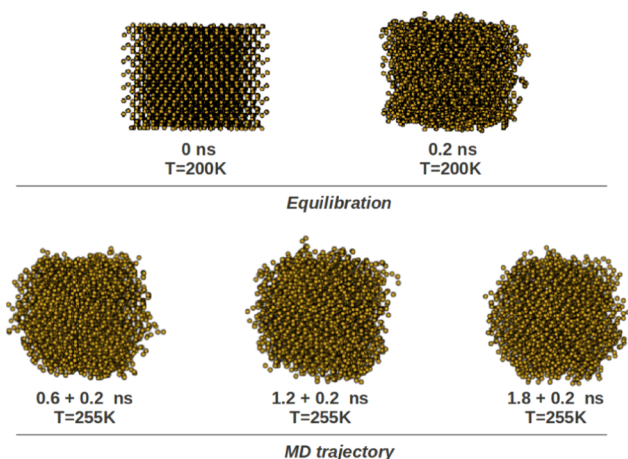 0 ns
T=200K
0.2 ns
T=200K
Equilibration
0.6 + 0.2 ns
T=255K
1.2 + 0.2 ns
T=255K
1.8 + 0.2 ns
T=255K
MD trajectory